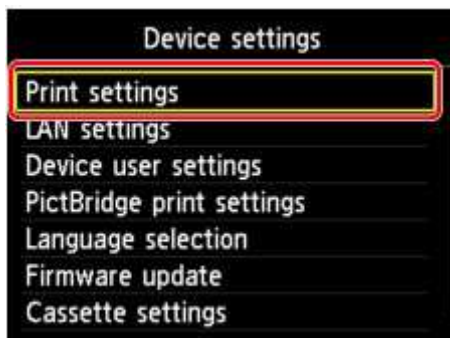 Device settings
Print settings
LAN settings
Device user settings
PictBridge print settings
Language selection
Firmware update
Cassette settings